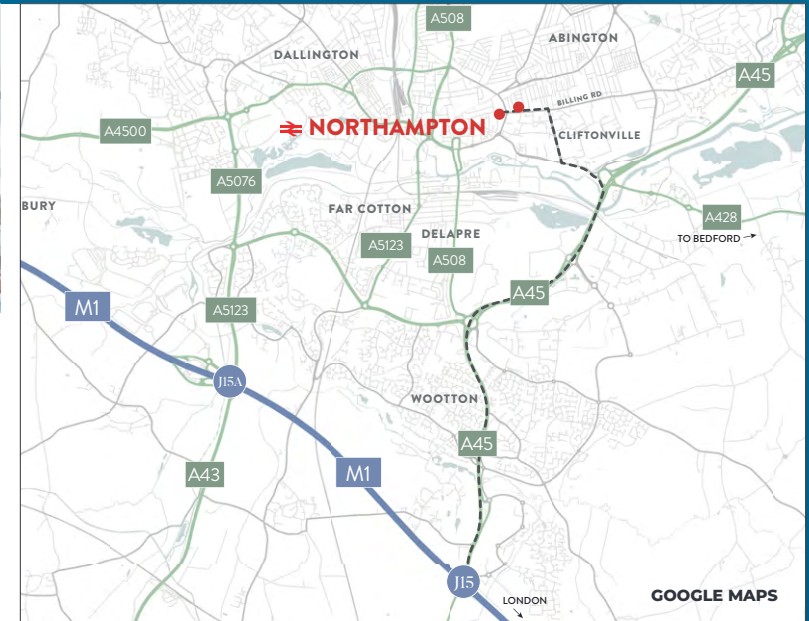 A508
ABINGTON
DALLINGTON
A45
BILLING RD
NORTHAMPTON
A4500
CLIFTONVILLE
A5076
BURY
FAR COTTON
A428
DELAPRE
TO BEDFORD
A5123
A508
A45
M1
A5123
J15A
WOOTTON
A45
M1
A43
J15
LONDON
GOOGLE MAPS